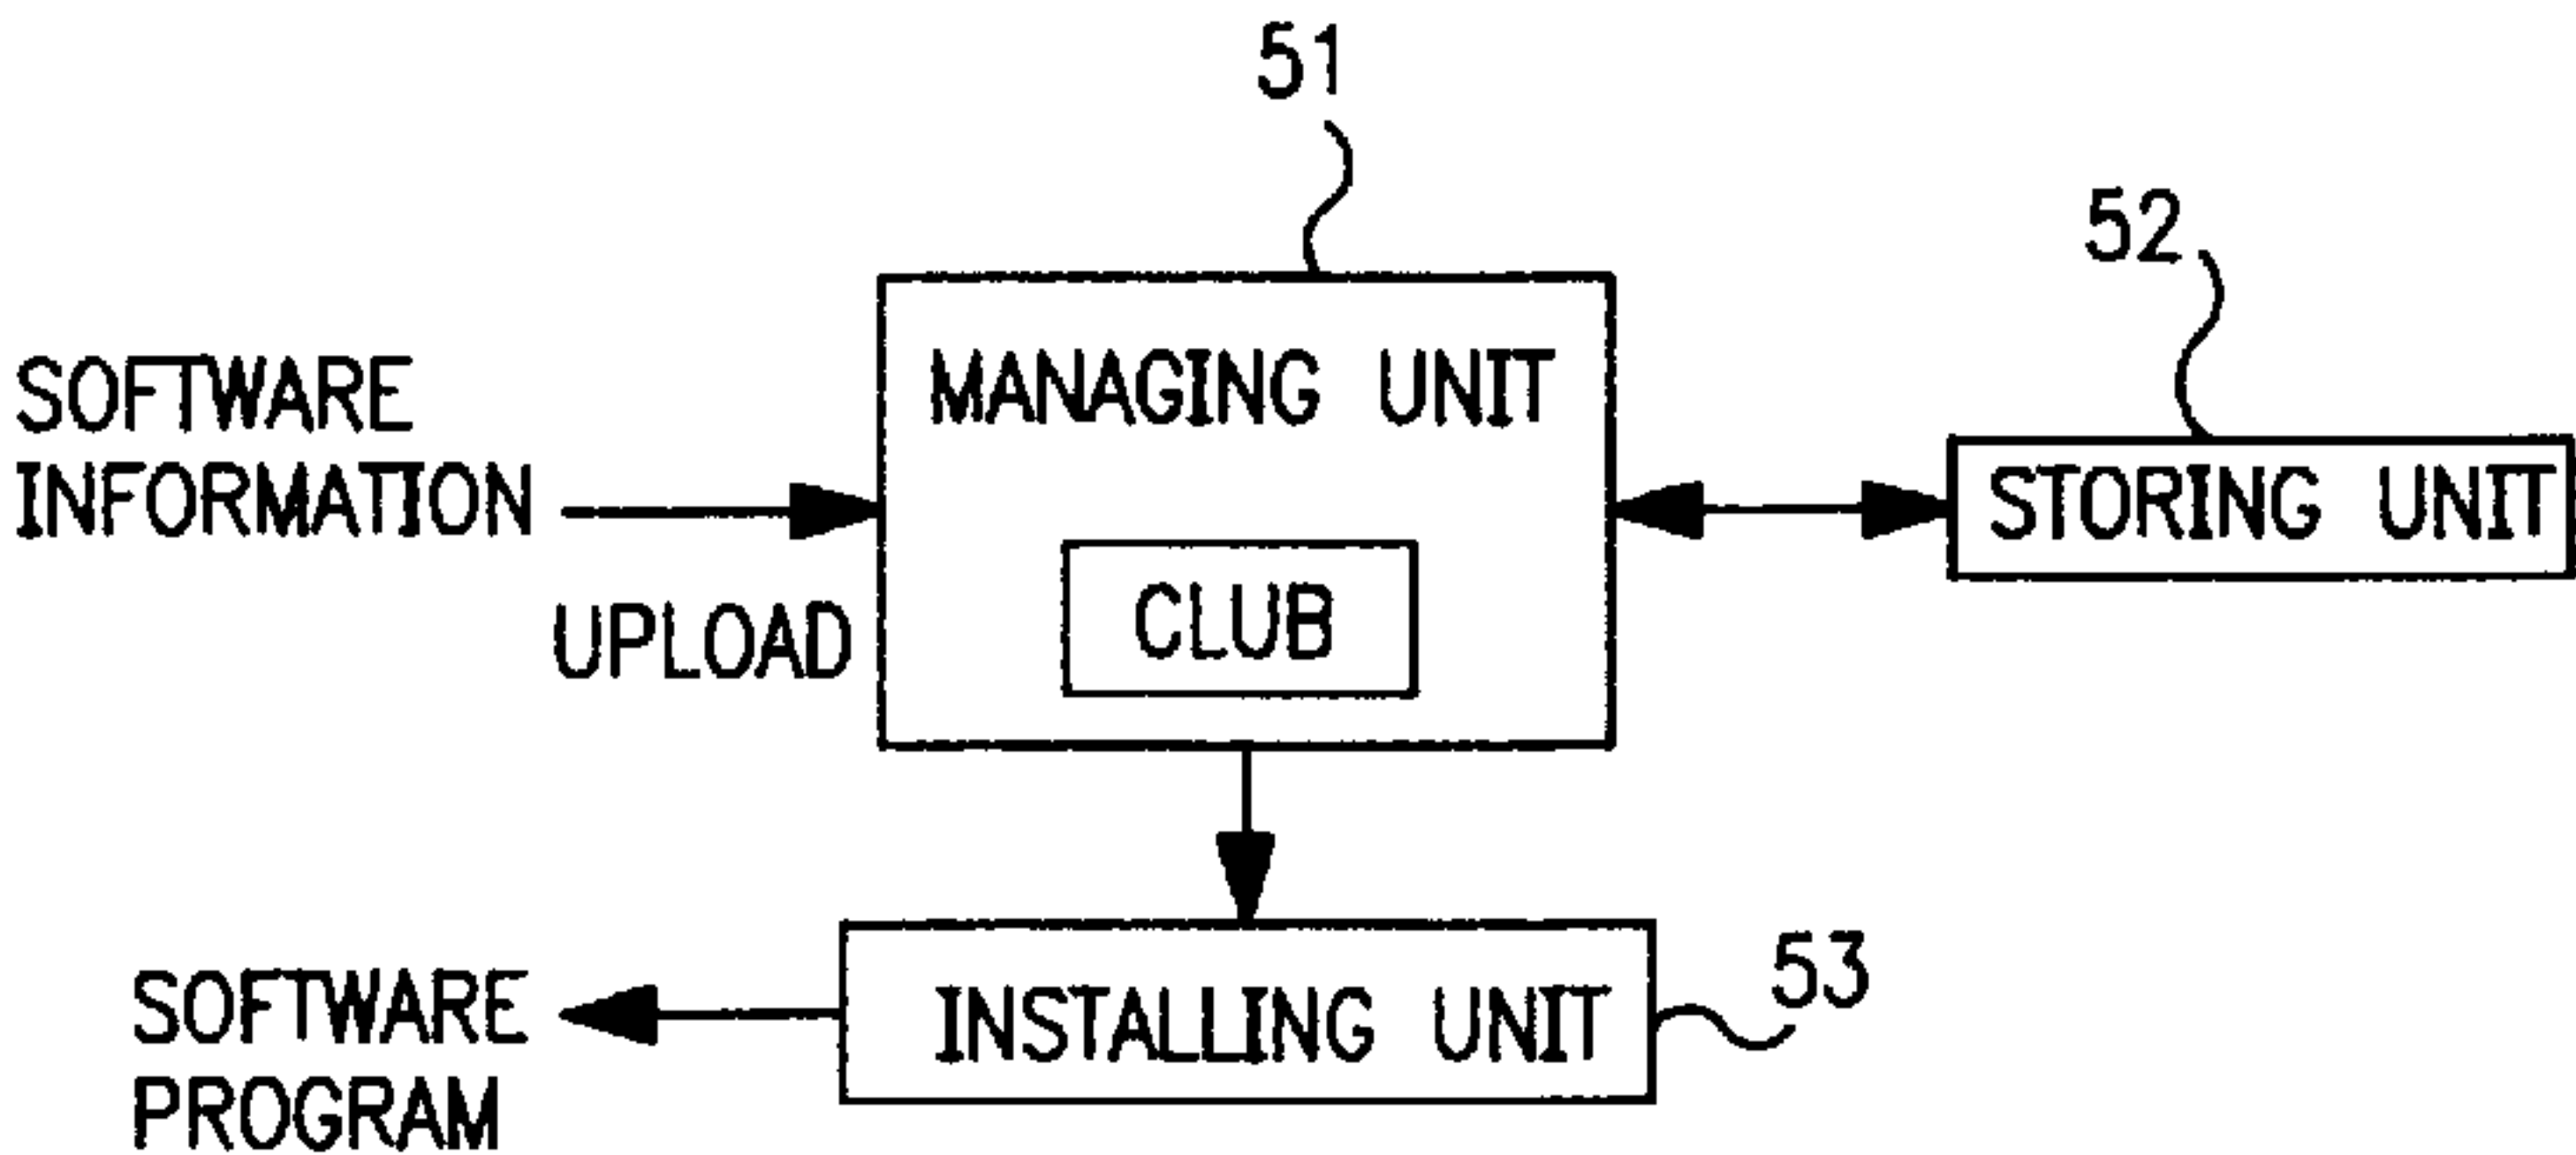 51
52
SOFTWARE
INFORMATION
UPLOAD
MANAGING UNIT
CLUB
STORING UNIT
SOFTWARE
PROGRAM
INSTALLING UNIT
53